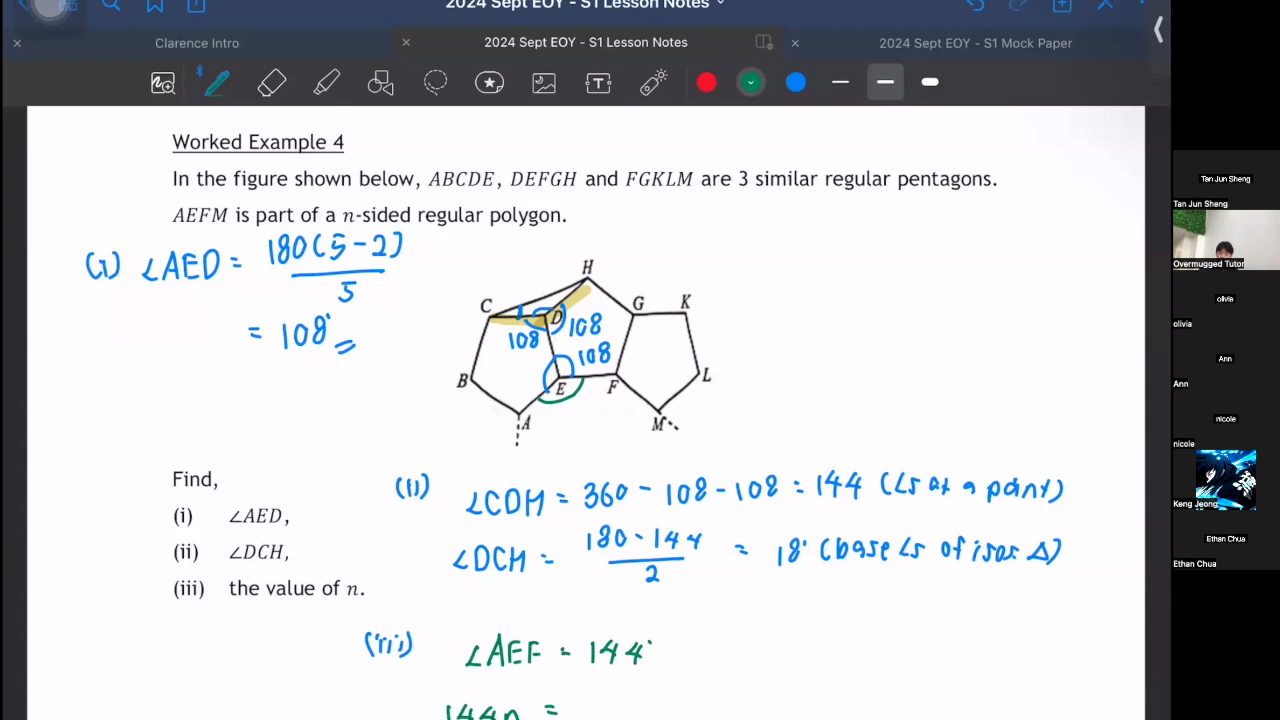 2024 Sept EOY - S1 Lesson Notes
Clarence Intro
2024 Sept EOY - S1 Lesson Notes
2024 Sept EOY - S1 Mock Paper
Worked Example 4
In the figure shown below, ABCDE, DEFGH and FGKLM are 3 similar regular pentagons.
AEFM is part of a n-sided regular polygon.
(i) ∠AED = 180(5-2)
5
= 108°
H
C
D
G
K
108
108
108
B
E
F
L
A
M
Find,
(i) ∠AED,
(ii) ∠DCH,
(iii) the value of n.
(ii) ∠CDH = 360 - 108 - 108 = 144 (∠s at a point)
∠DCH = 180 - 144 = 18° (base ∠s of isos Δ)
2
(iii) ∠AEF = 144°
144n =
Tan Jun Sheng
Tan Jun Sheng
Overmugged Tutor
olivia
olivia
Ann
Ann
nicole
nicole
Keng Jeong
Ethan Chua
Ethan Chua